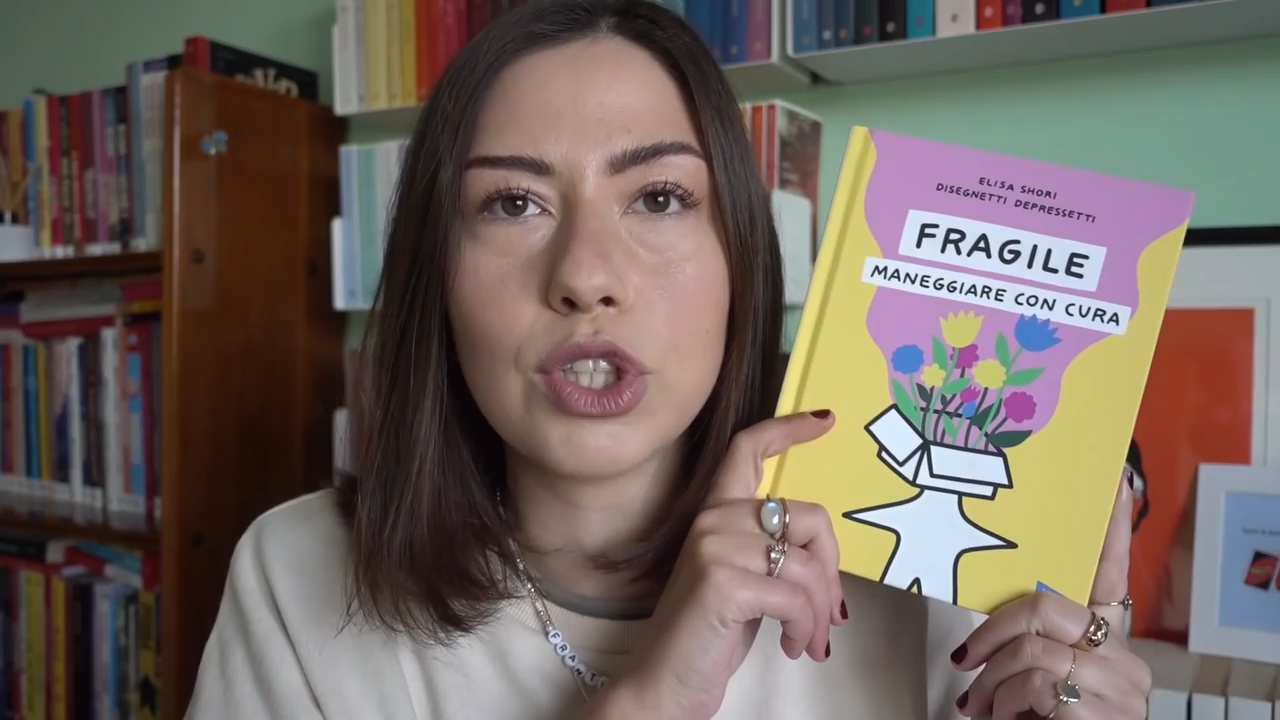 ELISA SHORI
DISEGNETTI DEPRESSETTI
FRAGILE
MANEGGIARE CON CURA